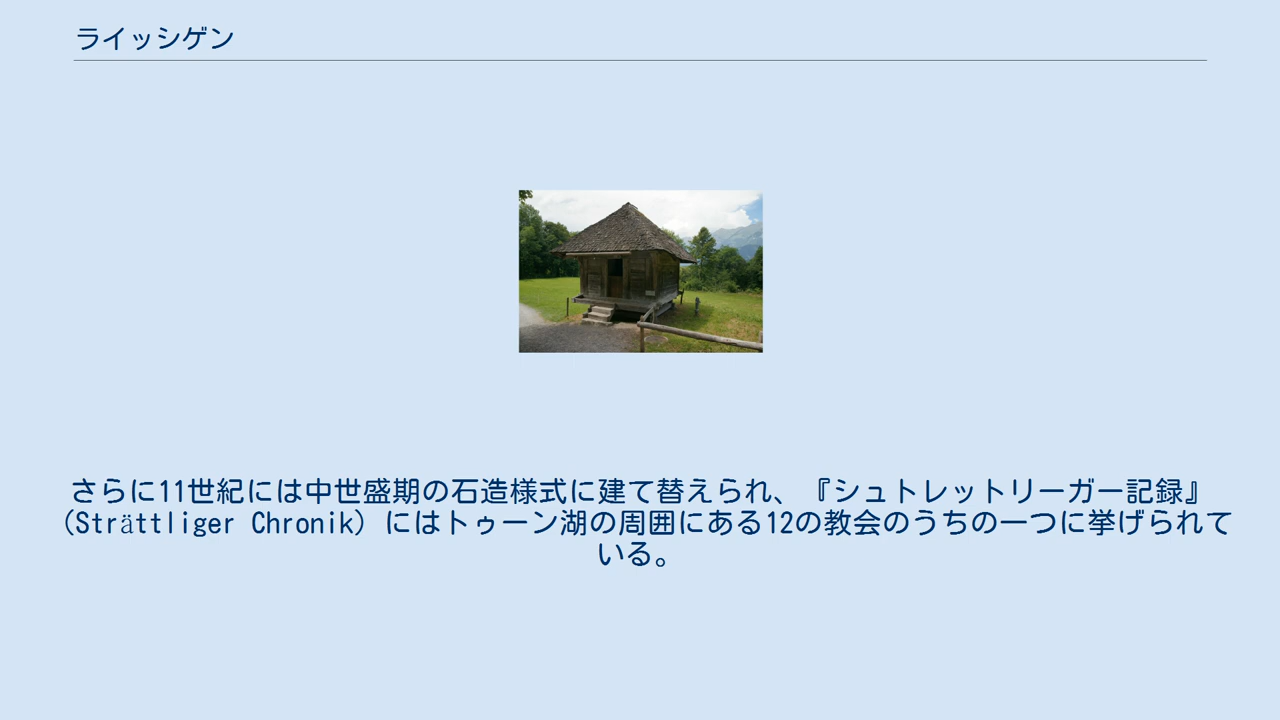 ライッシゲン
さらに11世紀には中世盛期の石造様式に建て替えられ、『シュトレットリーガー記録』
(Strättliger Chronik) にはトゥーン湖の周囲にある12の教会のうちの一つに挙げられて
いる。